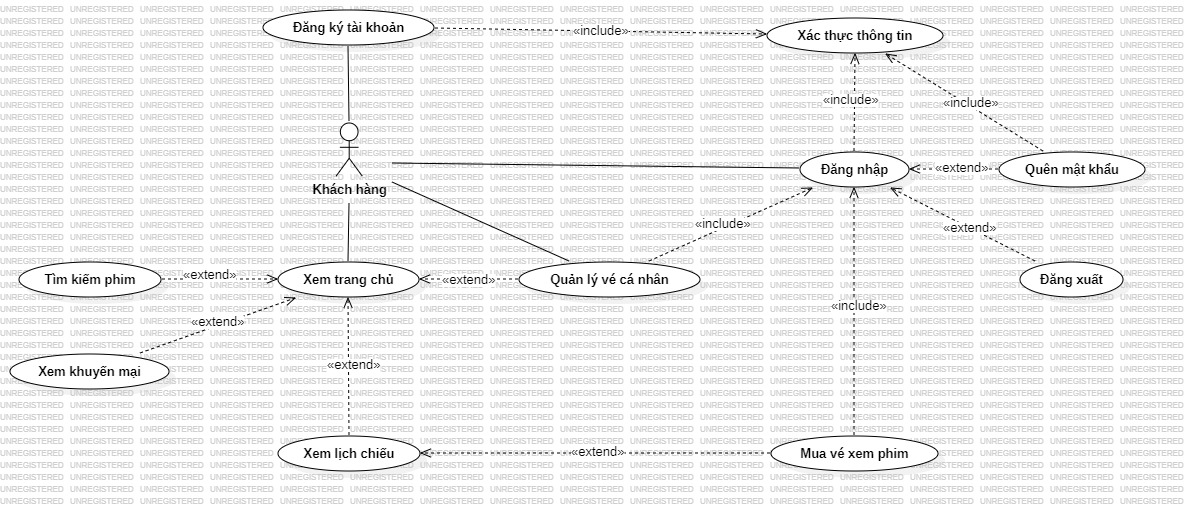 Đăng ký tài khoản
«include»
Xác thực thông tin
«include»
«include»
Khách hàng
Đăng nhập
«extend»
Quên mật khẩu
«include»
«extend»
Tìm kiếm phim
«extend»
Xem trang chủ
«extend»
Quản lý vé cá nhân
Đăng xuất
«include»
«extend»
Xem khuyến mại
«extend»
Xem lịch chiếu
«extend»
Mua vé xem phim
UNREGISTERED